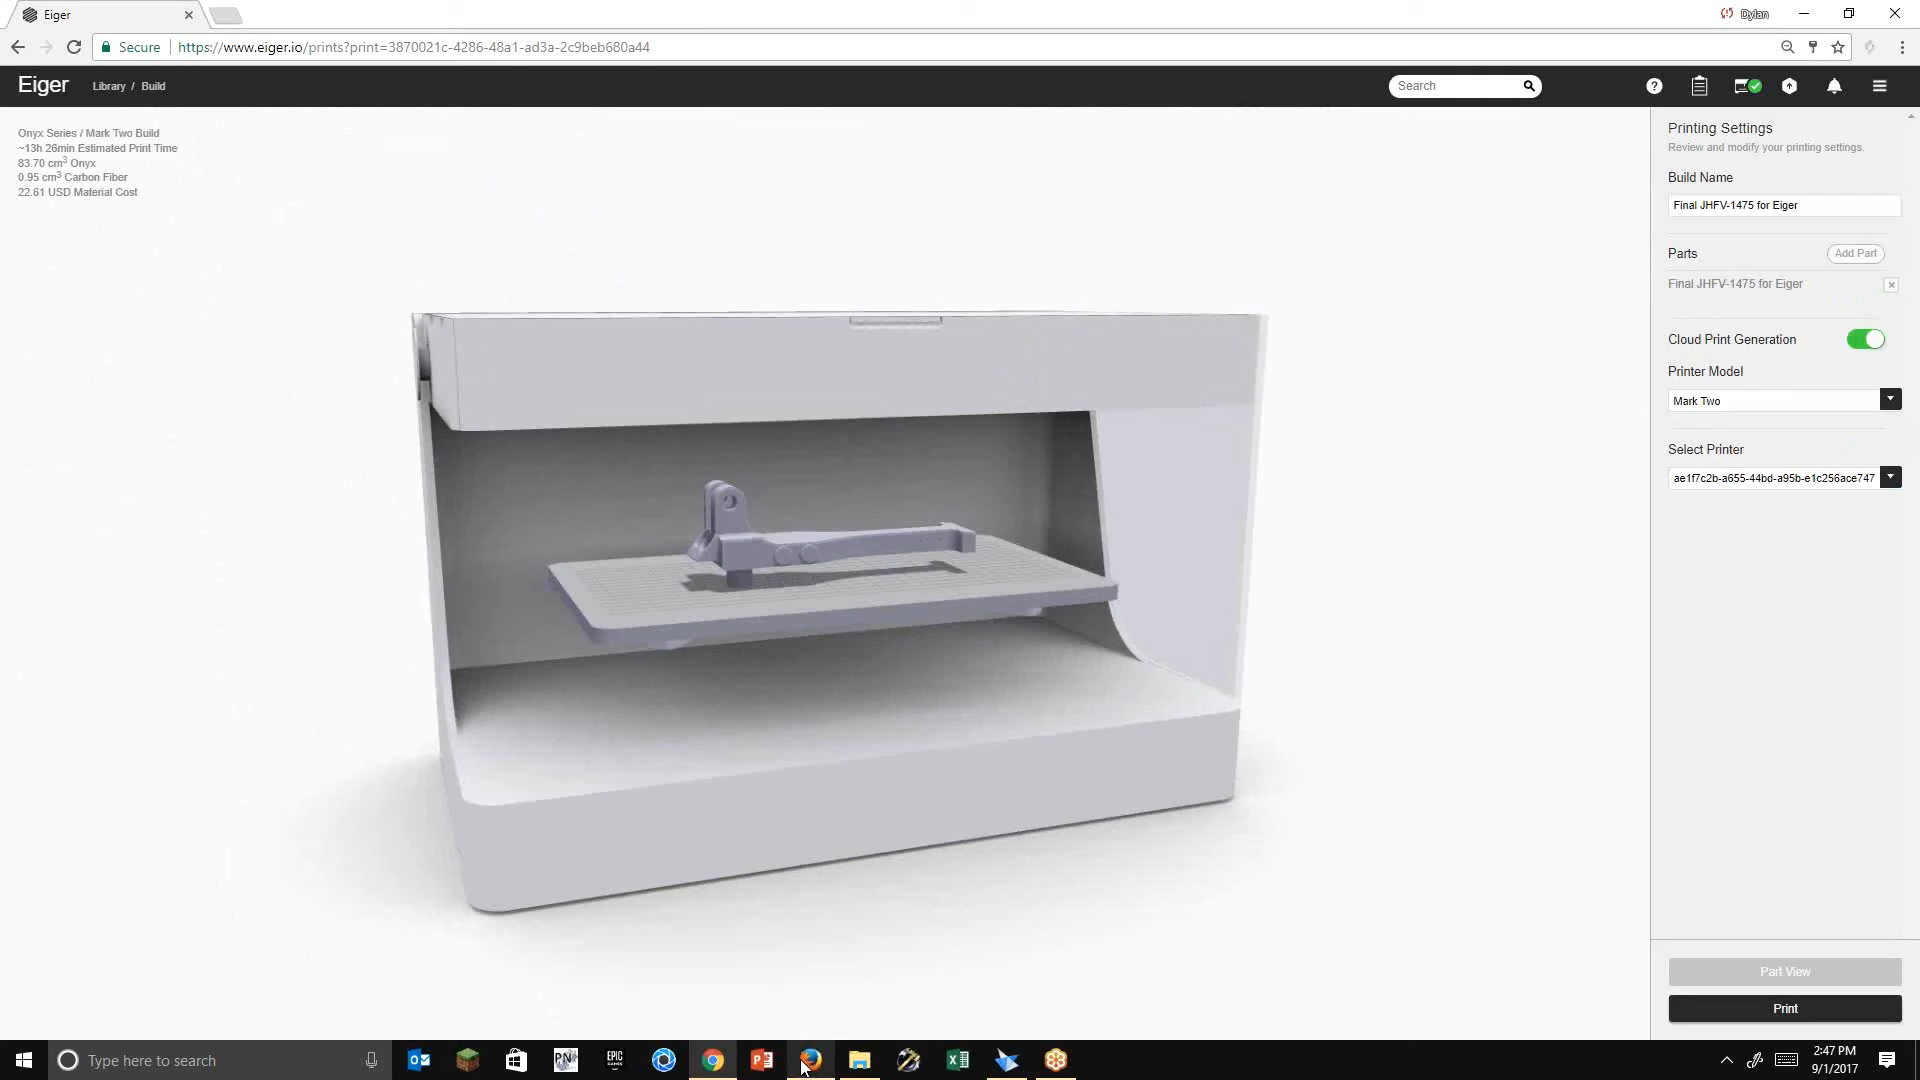 Eiger
Dylan
Secure
https://www.eiger.io/prints?print=3870021c-4286-48a1-ad3a-2c9beb680a44
Eiger
Library / Build
Search
Onyx Series / Mark Two Build
~13h 26min Estimated Print Time
83.70 cm3 Onyx
0.95 cm3 Carbon Fiber
22.61 USD Material Cost
Printing Settings
Review and modify your printing settings.
Build Name
Final JHFV-1475 for Eiger
Parts
Add Part
Final JHFV-1475 for Eiger
Cloud Print Generation
Printer Model
Mark Two
Select Printer
ae1f7c2b-a655-44bd-a95b-e1c256ace747
Part View
Print
Type here to search
PN
EPIC
GAMES
2:47 PM
9/1/2017